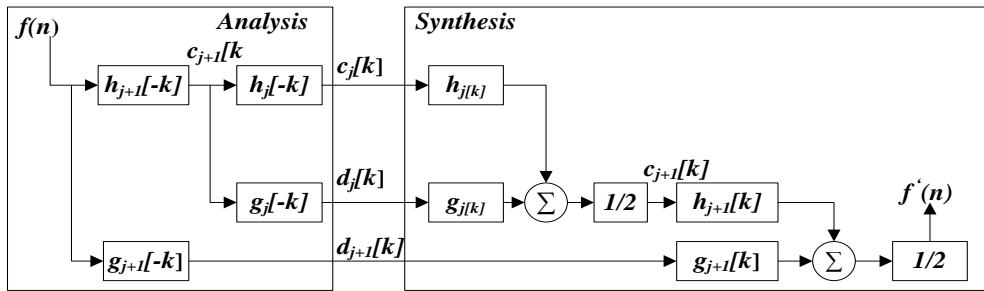 f(n)
Analysis
Synthesis
c_{j+1}[k
c_j[k]
h_{j+1}[-k]
h_j[-k]
h_{j[k]}
d_j[k]
c_{j+1}[k]
f‘(n)
g_j[-k]
g_{j[k]}
Σ
1/2
h_{j+1}[k]
d_{j+1}[k]
g_{j+1}[-k]
g_{j+1}[k]
Σ
1/2